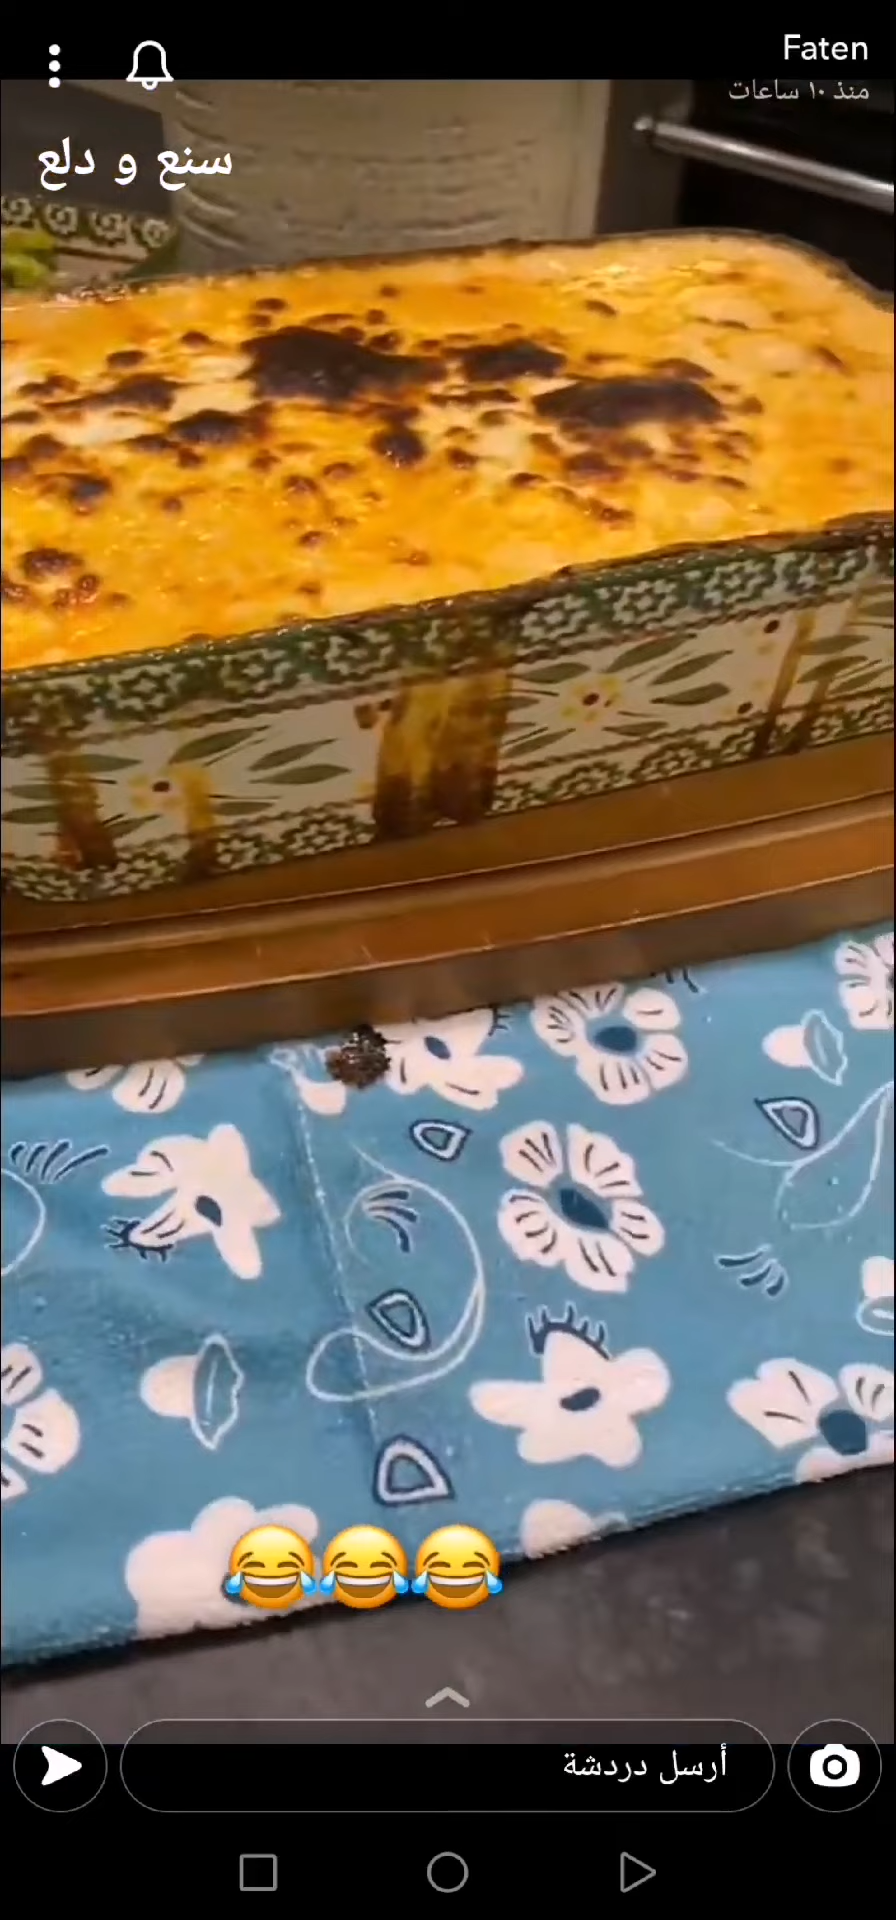 Faten
منذ ١٠ ساعات
سنع و دلع
😂😂😂
أرسل دردشة